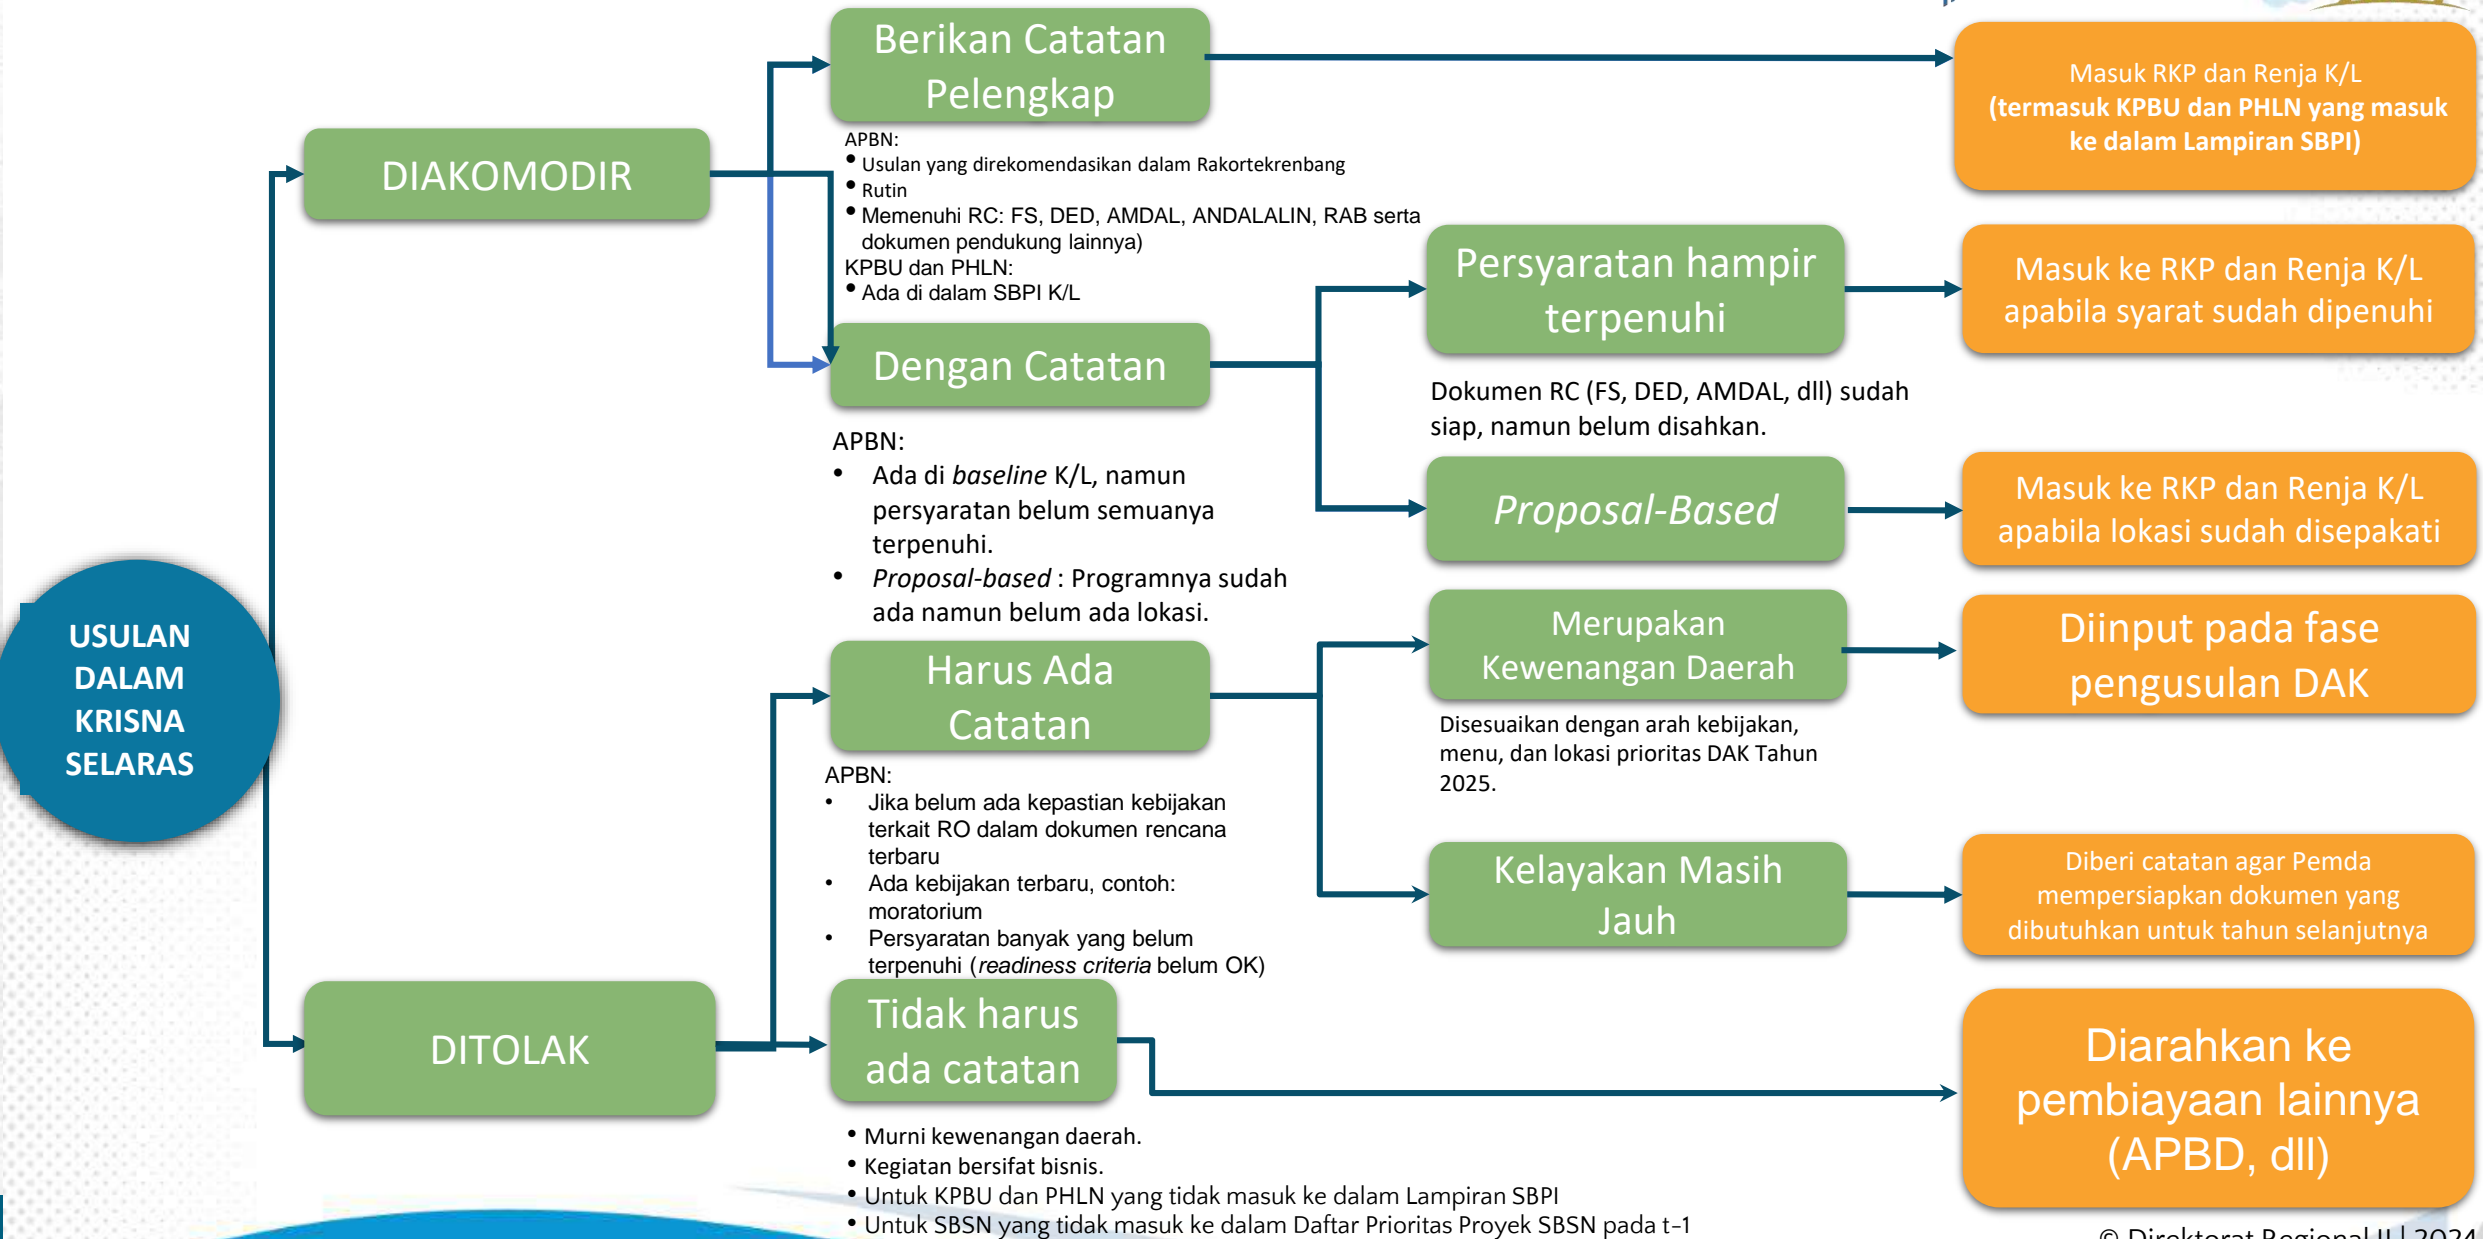 Berikan Catatan
Pelengkap
Masuk RKP dan Renja K/L
(termasuk KPBU dan PHLN yang masuk
ke dalam Lampiran SBPI)
DIAKOMODIR
APBN:
• Usulan yang direkomendasikan dalam Rakortekrenbang
• Rutin
• Memenuhi RC: FS, DED, AMDAL, ANDALALIN, RAB serta
dokumen pendukung lainnya)
KPBU dan PHLN:
• Ada di dalam SBPI K/L
Persyaratan hampir
terpenuhi
Masuk ke RKP dan Renja K/L
apabila syarat sudah dipenuhi
Dengan Catatan
Dokumen RC (FS, DED, AMDAL, dll) sudah
siap, namun belum disahkan.
APBN:
• Ada di baseline K/L, namun
persyaratan belum semuanya
terpenuhi.
• Proposal-based : Programnya sudah
ada namun belum ada lokasi.
Proposal-Based
Masuk ke RKP dan Renja K/L
apabila lokasi sudah disepakati
USULAN
DALAM
KRISNA
SELARAS
Harus Ada
Catatan
Merupakan
Kewenangan Daerah
Diinput pada fase
pengusulan DAK
Disesuaikan dengan arah kebijakan,
menu, dan lokasi prioritas DAK Tahun
2025.
APBN:
• Jika belum ada kepastian kebijakan
terkait RO dalam dokumen rencana
terbaru
• Ada kebijakan terbaru, contoh:
moratorium
• Persyaratan banyak yang belum
terpenuhi (readiness criteria belum OK)
Kelayakan Masih
Jauh
Diberi catatan agar Pemda
mempersiapkan dokumen yang
dibutuhkan untuk tahun selanjutnya
DITOLAK
Tidak harus
ada catatan
Diarahkan ke
pembiayaan lainnya
(APBD, dll)
• Murni kewenangan daerah.
• Kegiatan bersifat bisnis.
• Untuk KPBU dan PHLN yang tidak masuk ke dalam Lampiran SBPI
• Untuk SBSN yang tidak masuk ke dalam Daftar Prioritas Proyek SBSN pada t-1
© Direktorat Regional II | 2024